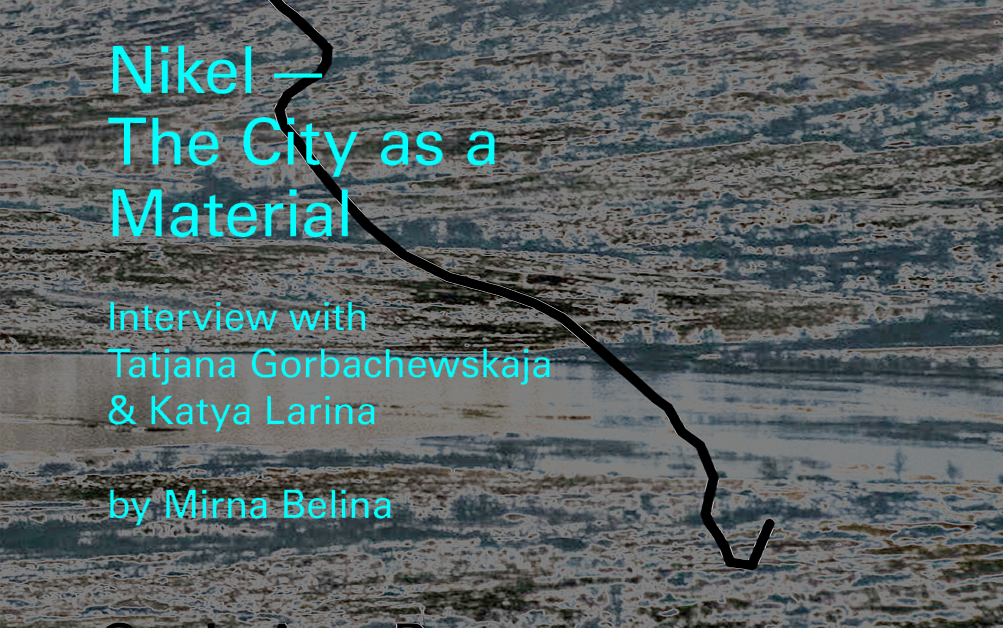 Nikel —
The City as a
Material
Interview with
Tatjana Gorbachewskaja
& Katya Larina
by Mirna Belina